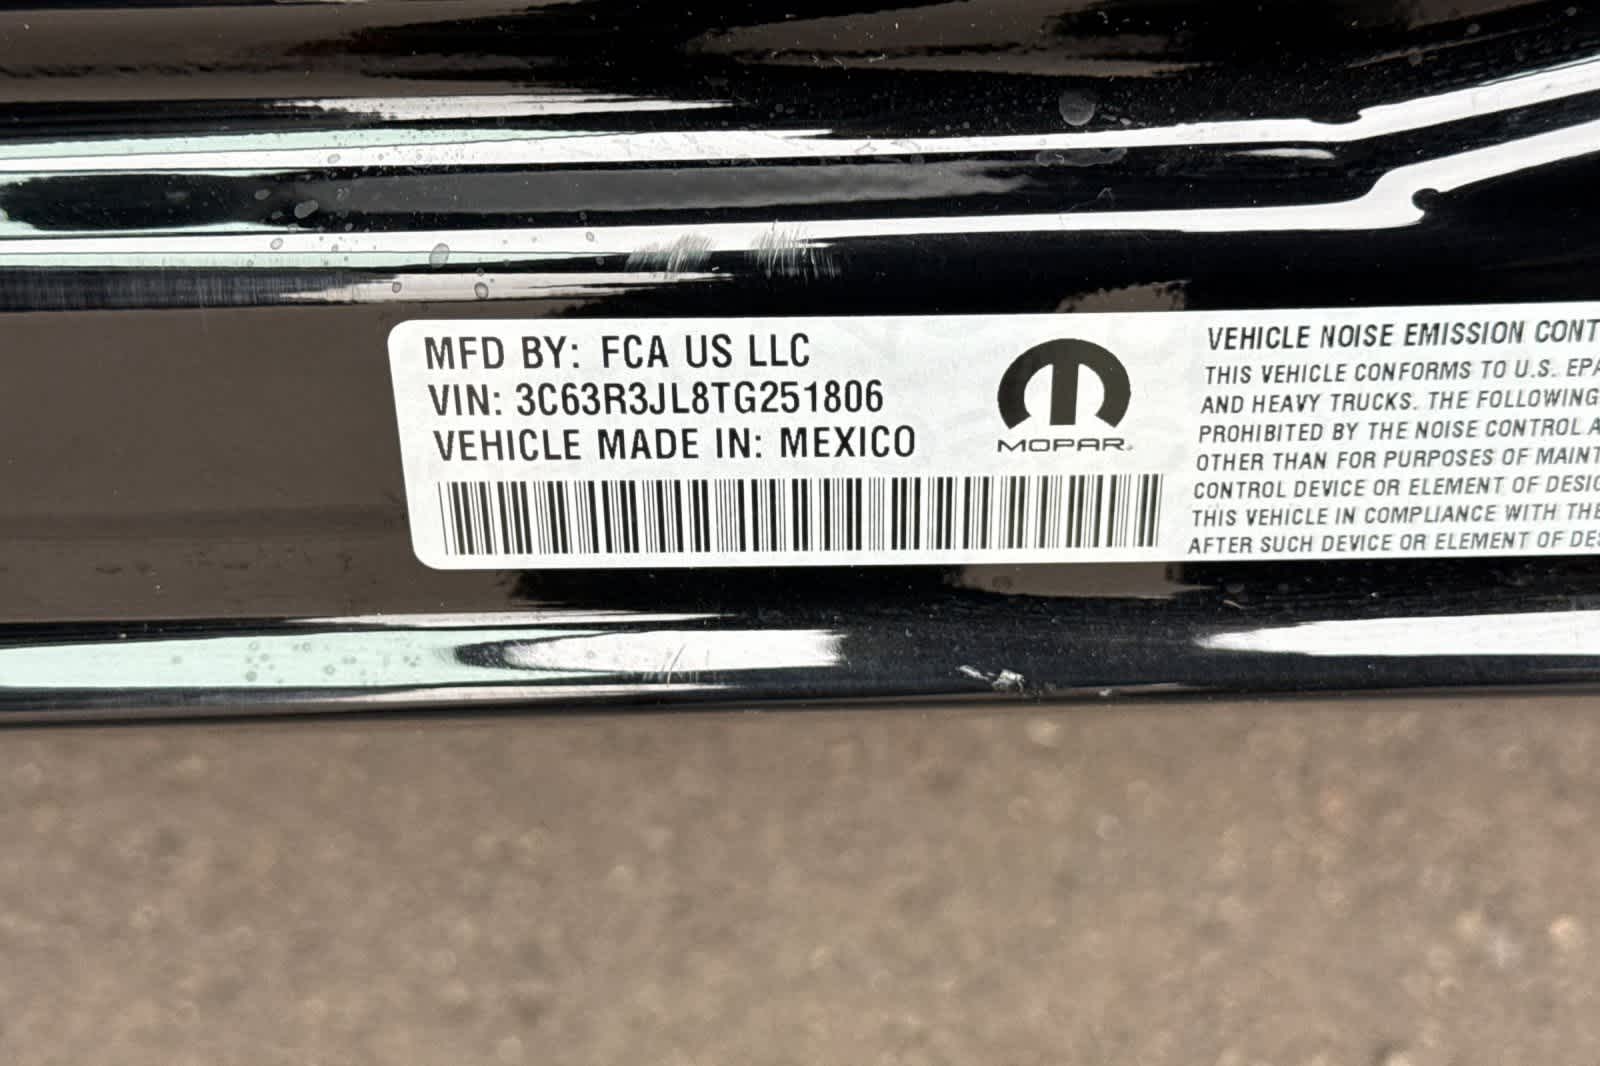 MFD BY: FCA US LLC
VIN: 3C63R3JL8TG251806
VEHICLE MADE IN: MEXICO
MOPAR®
VEHICLE NOISE EMISSION CONT
THIS VEHICLE CONFORMS TO U.S. EPA
AND HEAVY TRUCKS. THE FOLLOWING
PROHIBITED BY THE NOISE CONTROL A
OTHER THAN FOR PURPOSES OF MAINT
CONTROL DEVICE OR ELEMENT OF DESIG
THIS VEHICLE IN COMPLIANCE WITH THE
AFTER SUCH DEVICE OR ELEMENT OF DES